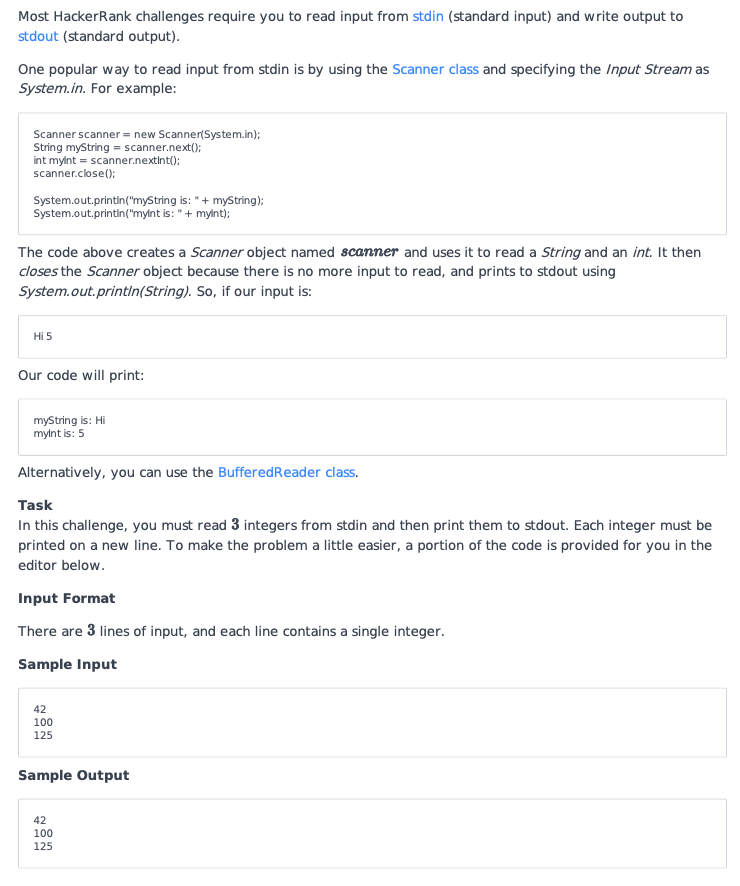 Most HackerRank challenges require you to read input from stdin (standard input) and write output to
stdout (standard output).
One popular way to read input from stdin is by using the Scanner class and specifying the Input Stream as
System.in. For example:
Scanner scanner = new Scanner(System.in);
String myString = scanner.next();
int myInt = scanner.nextInt();
scanner.close();
System.out.println("myString is: " + myString);
System.out.println("myInt is: " + myInt);
The code above creates a Scanner object named scanner and uses it to read a String and an int. It then
closes the Scanner object because there is no more input to read, and prints to stdout using
System.out.println(String). So, if our input is:
Hi 5
Our code will print:
myString is: Hi
myInt is: 5
Alternatively, you can use the BufferedReader class.
Task
In this challenge, you must read 3 integers from stdin and then print them to stdout. Each integer must be
printed on a new line. To make the problem a little easier, a portion of the code is provided for you in the
editor below.
Input Format
There are 3 lines of input, and each line contains a single integer.
Sample Input
42
100
125
Sample Output
42
100
125